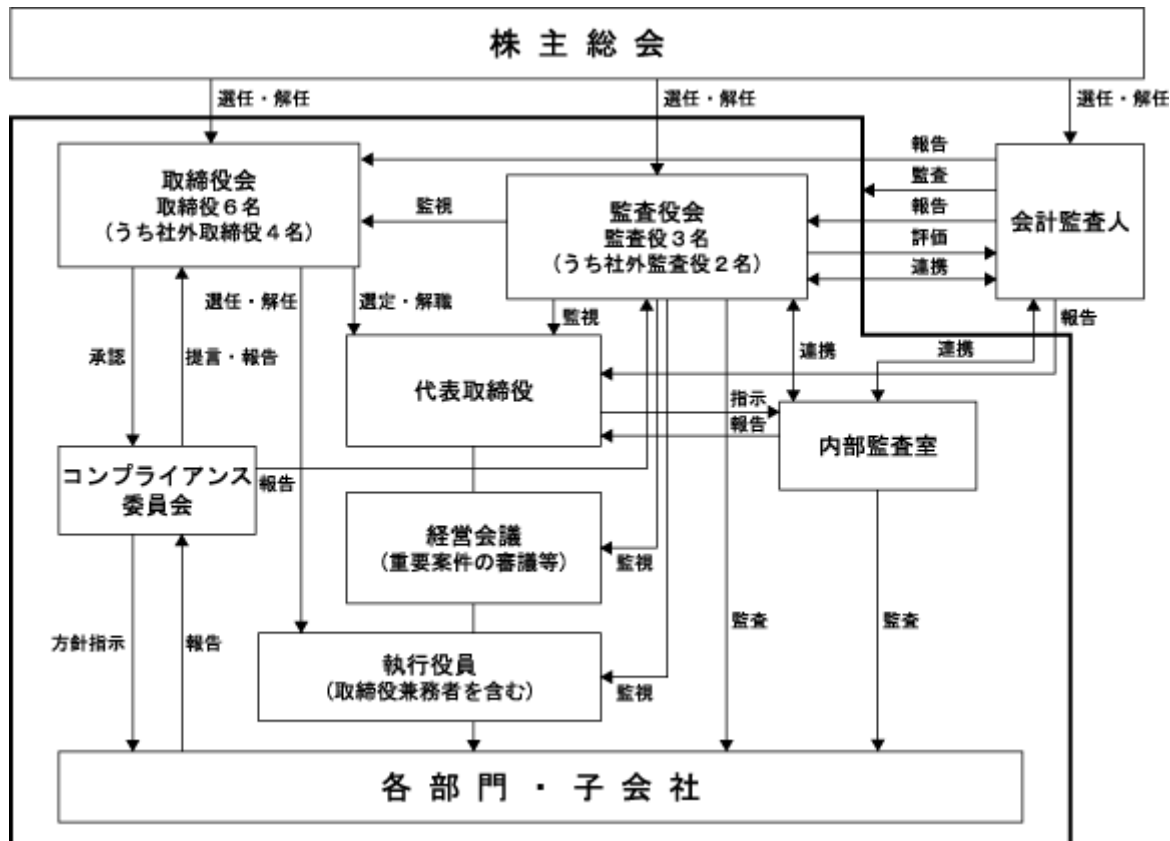 株主総会
選任・解任
選任・解任
選任・解任
取締役会
取締役6名
(うち社外取締役4名)
監視
監査役会
監査役3名
(うち社外監査役2名)
報告
監査
報告
評価
連携
会計監査人
選任・解任
選定・解職
監視
報告
承認
提言・報告
連携
連携
代表取締役
指示
報告
内部監査室
コンプライアンス
委員会
報告
経営会議
(重要案件の審議等)
監視
方針指示
報告
執行役員
(取締役兼務者を含む)
監視
監査
監査
各部門・子会社